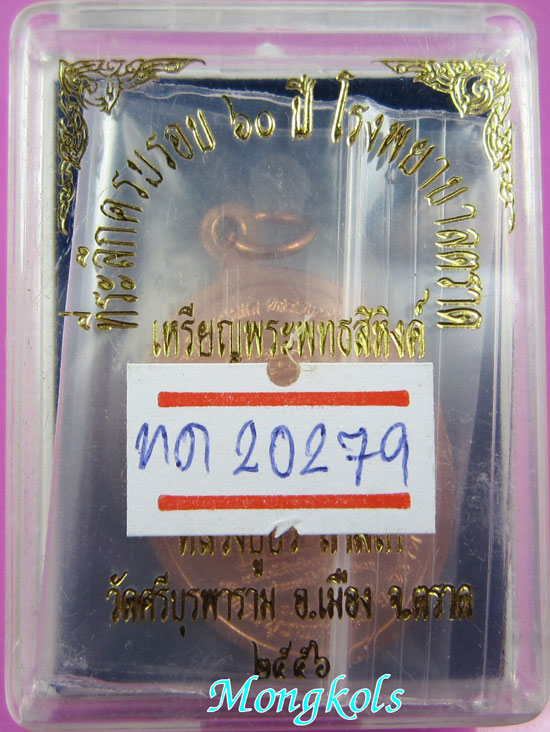 ที่ระลึกครบรอบ ๖๐ ปี โรงพยาบาลตราด
เหรียญพระพุทธสิหิงค์
ทด 20279
วัดศรีบุรพาราม อ.เมือง จ.ตราด
๒๕๕๖
Mongkols